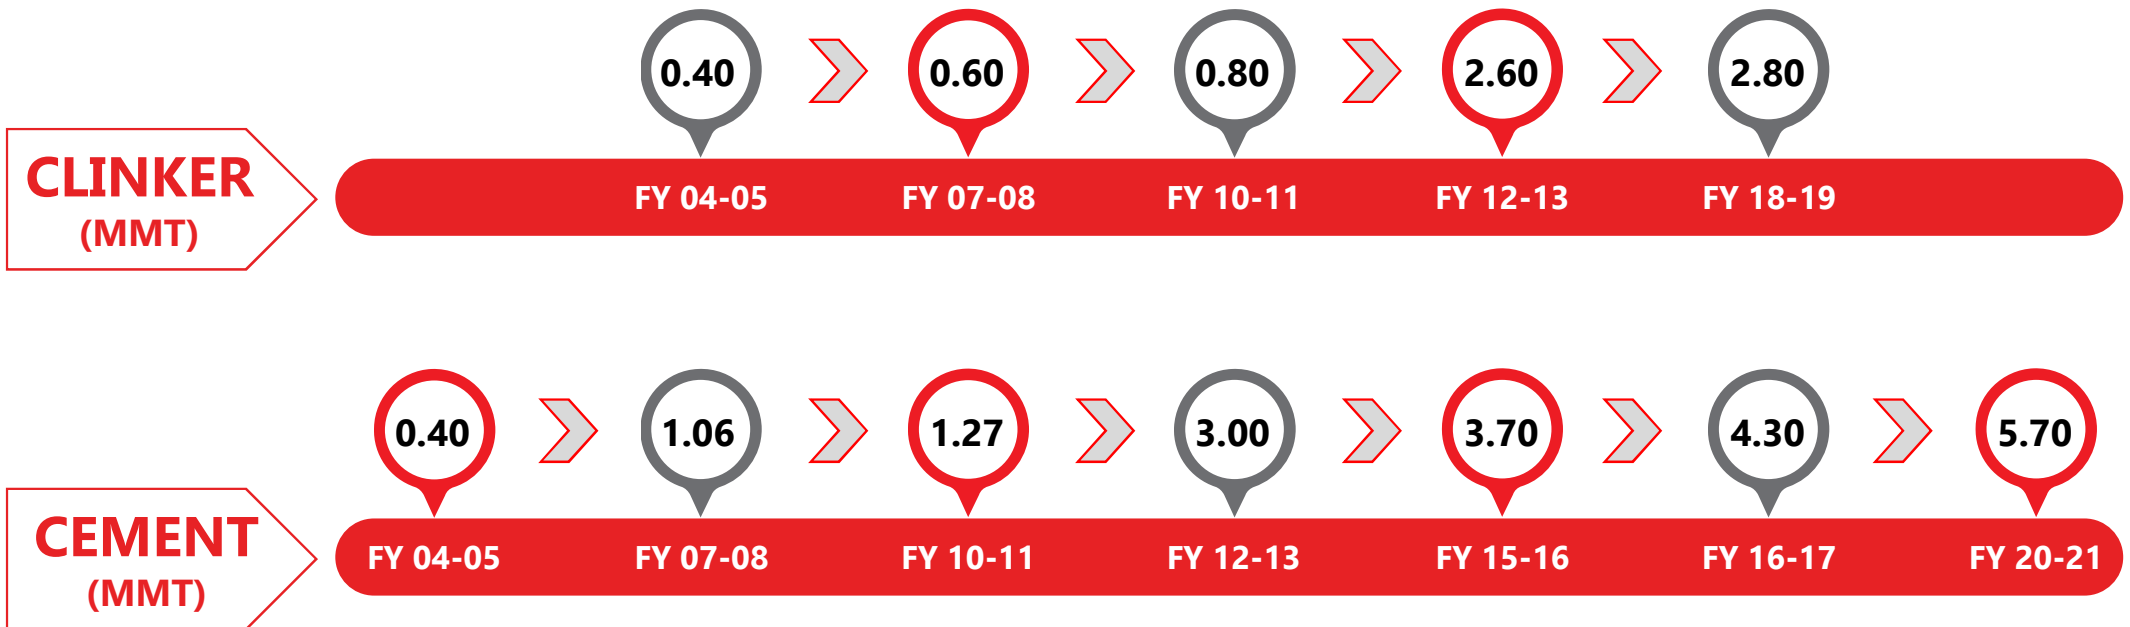 0.40 0.60 0.80 2.60 2.80
CLINKER
(MMT)
FY 04-05 FY 07-08 FY 10-11 FY 12-13 FY 18-19
0.40 1.06 1.27 3.00 3.70 4.30 5.70
CEMENT
(MMT)
FY 04-05 FY 07-08 FY 10-11 FY 12-13 FY 15-16 FY 16-17 FY 20-21